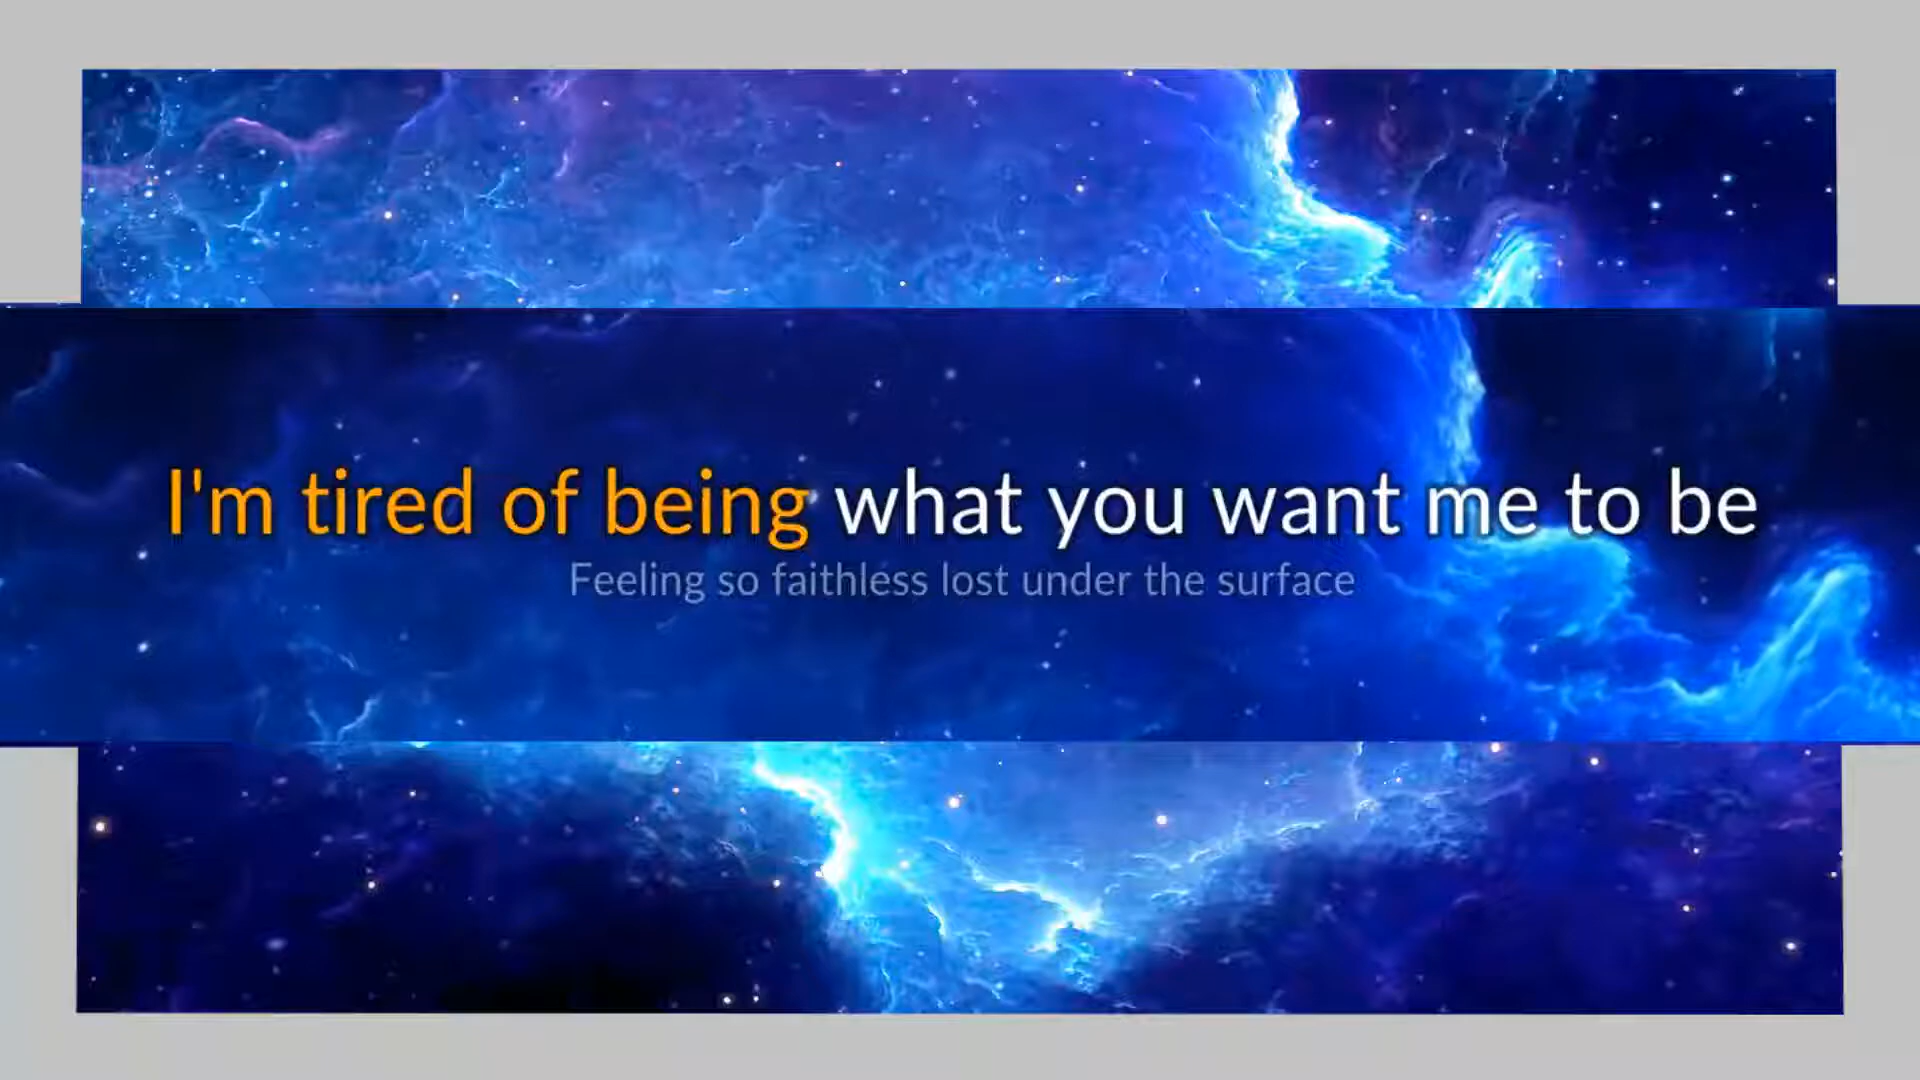 I'm tired of being what you want me to be
Feeling so faithless lost under the surface